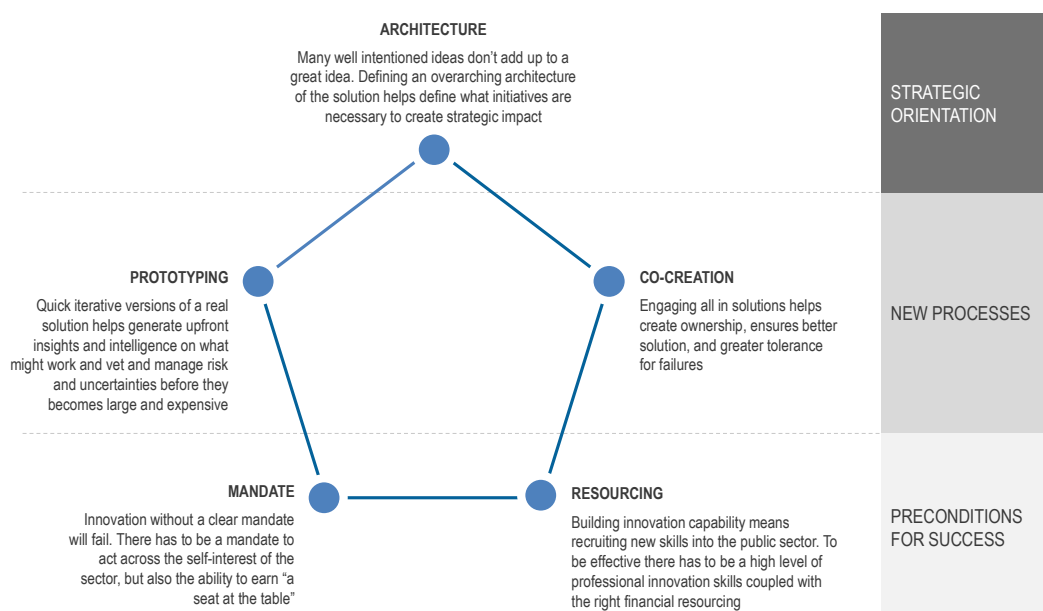 ARCHITECTURE
Many well intentioned ideas don’t add up to a
great idea. Defining an overarching architecture
of the solution helps define what initiatives are
necessary to create strategic impact
STRATEGIC
ORIENTATION
PROTOTYPING
Quick iterative versions of a real
solution helps generate upfront
insights and intelligence on what
might work and vet and manage risk
and uncertainties before they
becomes large and expensive
CO-CREATION
Engaging all in solutions helps
create ownership, ensures better
solution, and greater tolerance
for failures
NEW PROCESSES
MANDATE
Innovation without a clear mandate
will fail. There has to be a mandate to
act across the self-interest of the
sector, but also the ability to earn “a
seat at the table”
RESOURCING
Building innovation capability means
recruiting new skills into the public sector. To
be effective there has to be a high level of
professional innovation skills coupled with
the right financial resourcing
PRECONDITIONS
FOR SUCCESS